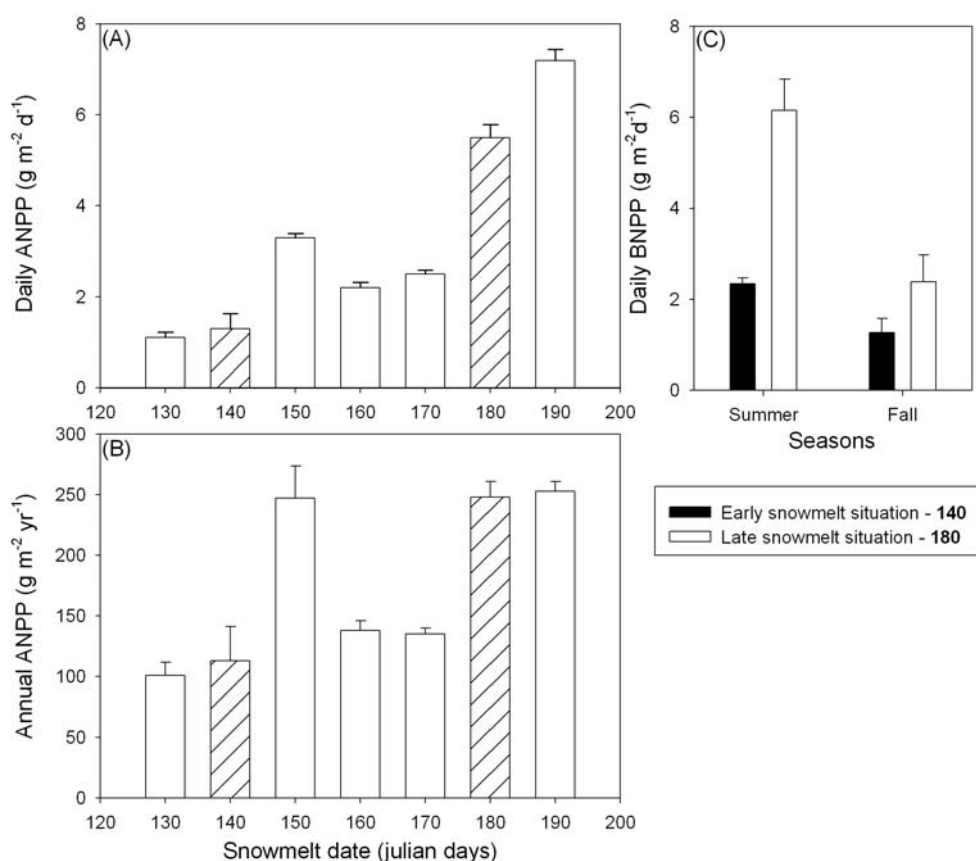 (A)
8
6
4
2
0
Daily ANPP (g m⁻² d⁻¹)
120 130 140 150 160 170 180 190 200
(B)
300
250
200
150
100
50
0
Annual ANPP (g m⁻² yr⁻¹)
120 130 140 150 160 170 180 190 200
Snowmelt date (julian days)
(C)
8
6
4
2
0
Daily BNPP (g m⁻²d⁻¹)
Summer Fall
Seasons
Early snowmelt situation - 140
Late snowmelt situation - 180